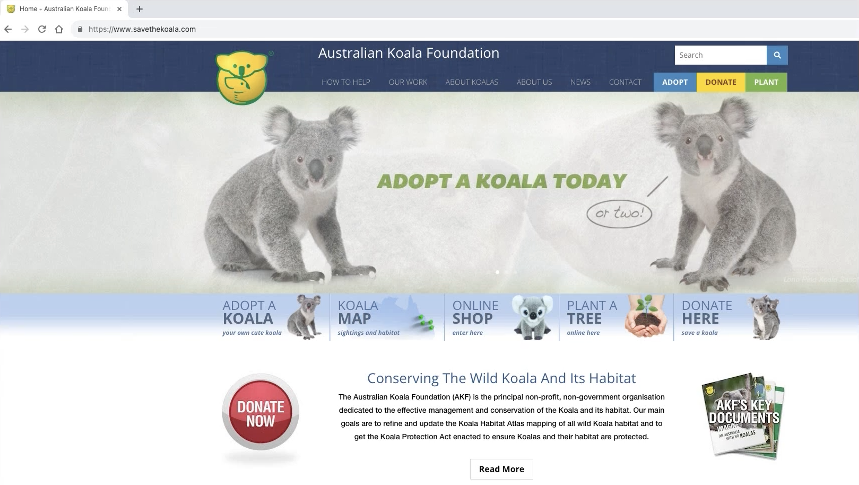 Home - Australian Koala Foun
https://www.savethekoala.com
Australian Koala Foundation
Search
HOW TO HELP OUR WORK ABOUT KOALAS ABOUT US NEWS CONTACT ADOPT DONATE PLANT
ADOPT A KOALA TODAY
or two!
ADOPT A
KOALA
your own cute koala
KOALA
MAP
sightings and habitat
ONLINE
SHOP
enter here
PLANT A
TREE
online here
DONATE
HERE
save a koala
DONATE
NOW
Conserving The Wild Koala And Its Habitat
The Australian Koala Foundation (AKF) is the principal non-profit, non-government organisation
dedicated to the effective management and conservation of the Koala and its habitat. Our main
goals are to refine and update the Koala Habitat Atlas mapping of all wild Koala habitat and to
get the Koala Protection Act enacted to ensure Koalas and their habitat are protected.
Read More
AKF'S KEY
DOCUMENTS